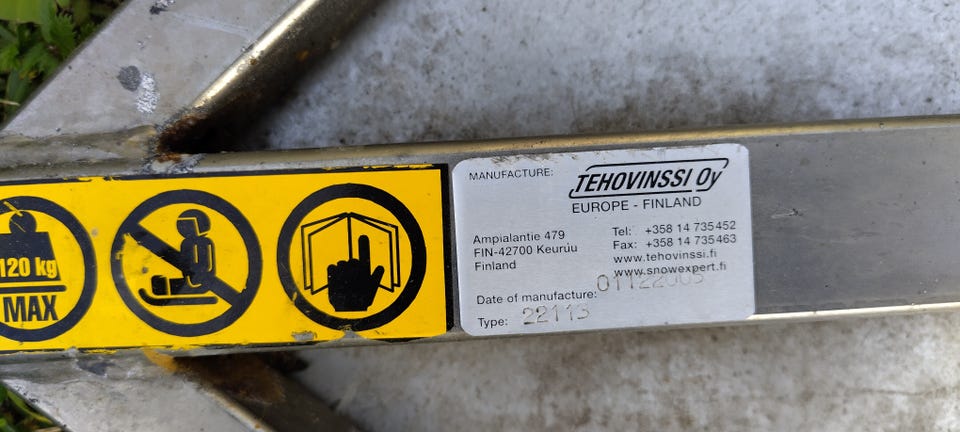 120 kg
MAX
MANUFACTURE:
TEHOVINSSI Oy
EUROPE - FINLAND
Ampialantie 479
FIN-42700 Keuruu
Finland
Tel: +358 14 735452
Fax: +358 14 735463
www.tehovinssi.fi
www.snowexpert.fi
Date of manufacture: 01122003
Type: 22113